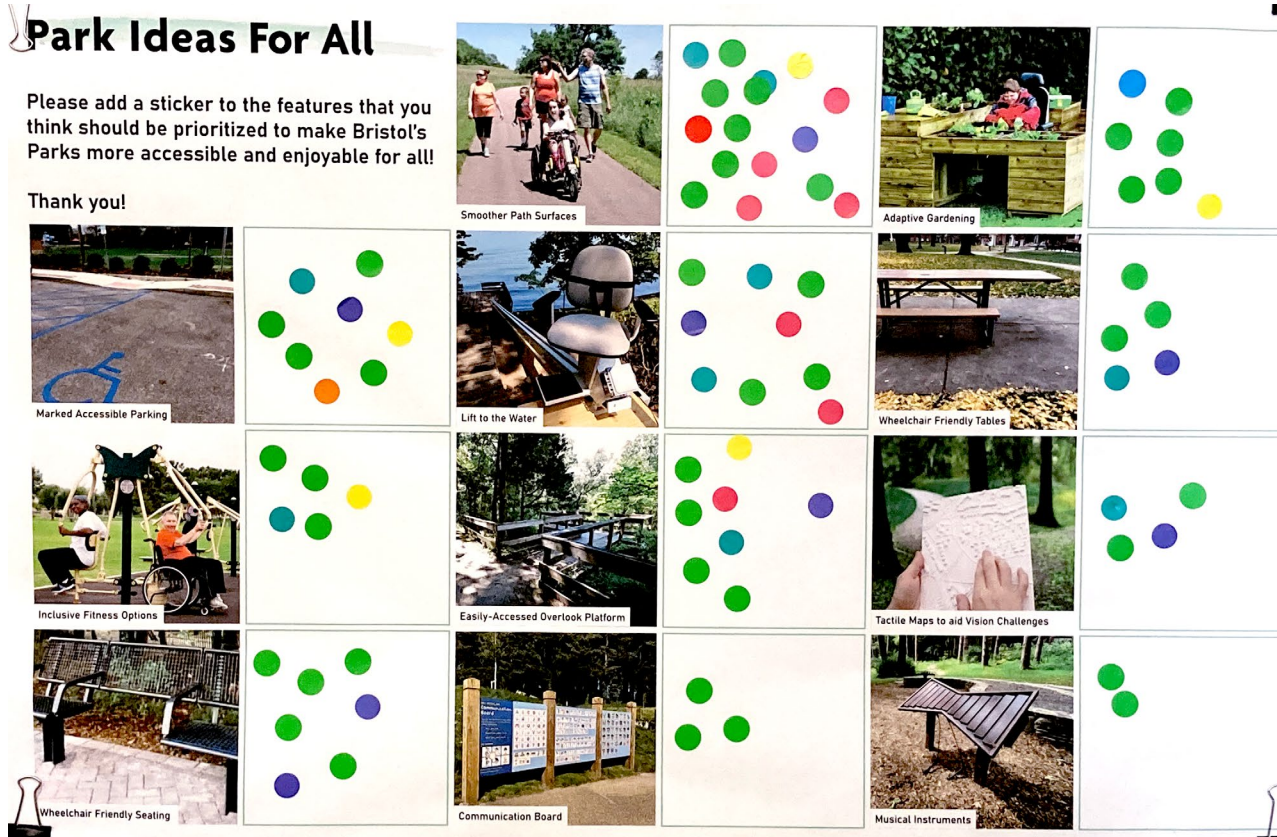 Park Ideas For All
Please add a sticker to the features that you
think should be prioritized to make Bristol's
Parks more accessible and enjoyable for all!
Thank you!
Smoother Path Surfaces
Adaptive Gardening
Marked Accessible Parking
Lift to the Water
Wheelchair Friendly Tables
Inclusive Fitness Options
Easily-Accessed Overlook Platform
Tactile Maps to aid Vision Challenges
Wheelchair Friendly Seating
Communication Board
Musical Instruments